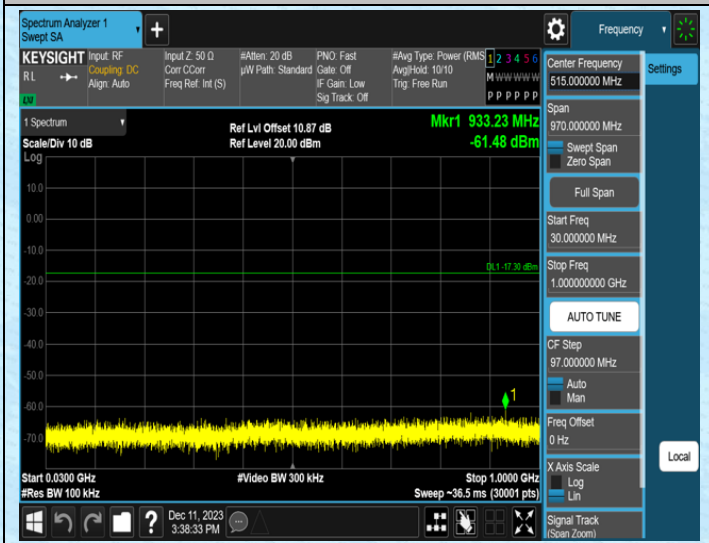 Spectrum Analyzer 1
Swept SA
Frequency
KEYSIGHT
RL
LXI
Input: RF
Coupling: DC
Align: Auto
Input Z: 50 Ω
Corr CCorr
Freq Ref: Int (S)
#Atten: 20 dB
µW Path: Standard
PNO: Fast
Gate: Off
IF Gain: Low
Sig Track: Off
#Avg Type: Power (RMS
Avg|Hold: 10/10
Trig: Free Run
1 2 3 4 5 6
M W W W W W
P P P P P P
1 Spectrum
Scale/Div 10 dB
Log
Ref Lvl Offset 10.87 dB
Ref Level 20.00 dBm
Mkr1 933.23 MHz
-61.48 dBm
10.0
0.00
-10.0
-20.0
-30.0
-40.0
-50.0
-60.0
-70.0
DL1 -17.30 dBm
1
Start 0.0300 GHz
#Res BW 100 kHz
#Video BW 300 kHz
Stop 1.0000 GHz
Sweep ~36.5 ms (30001 pts)
Dec 11, 2023
3:38:33 PM
Center Frequency
515.000000 MHz
Span
970.000000 MHz
Swept Span
Zero Span
Full Span
Start Freq
30.000000 MHz
Stop Freq
1.000000000 GHz
AUTO TUNE
CF Step
97.000000 MHz
Auto
Man
Freq Offset
0 Hz
X Axis Scale
Log
Lin
Signal Track
(Span Zoom)
Settings
Local